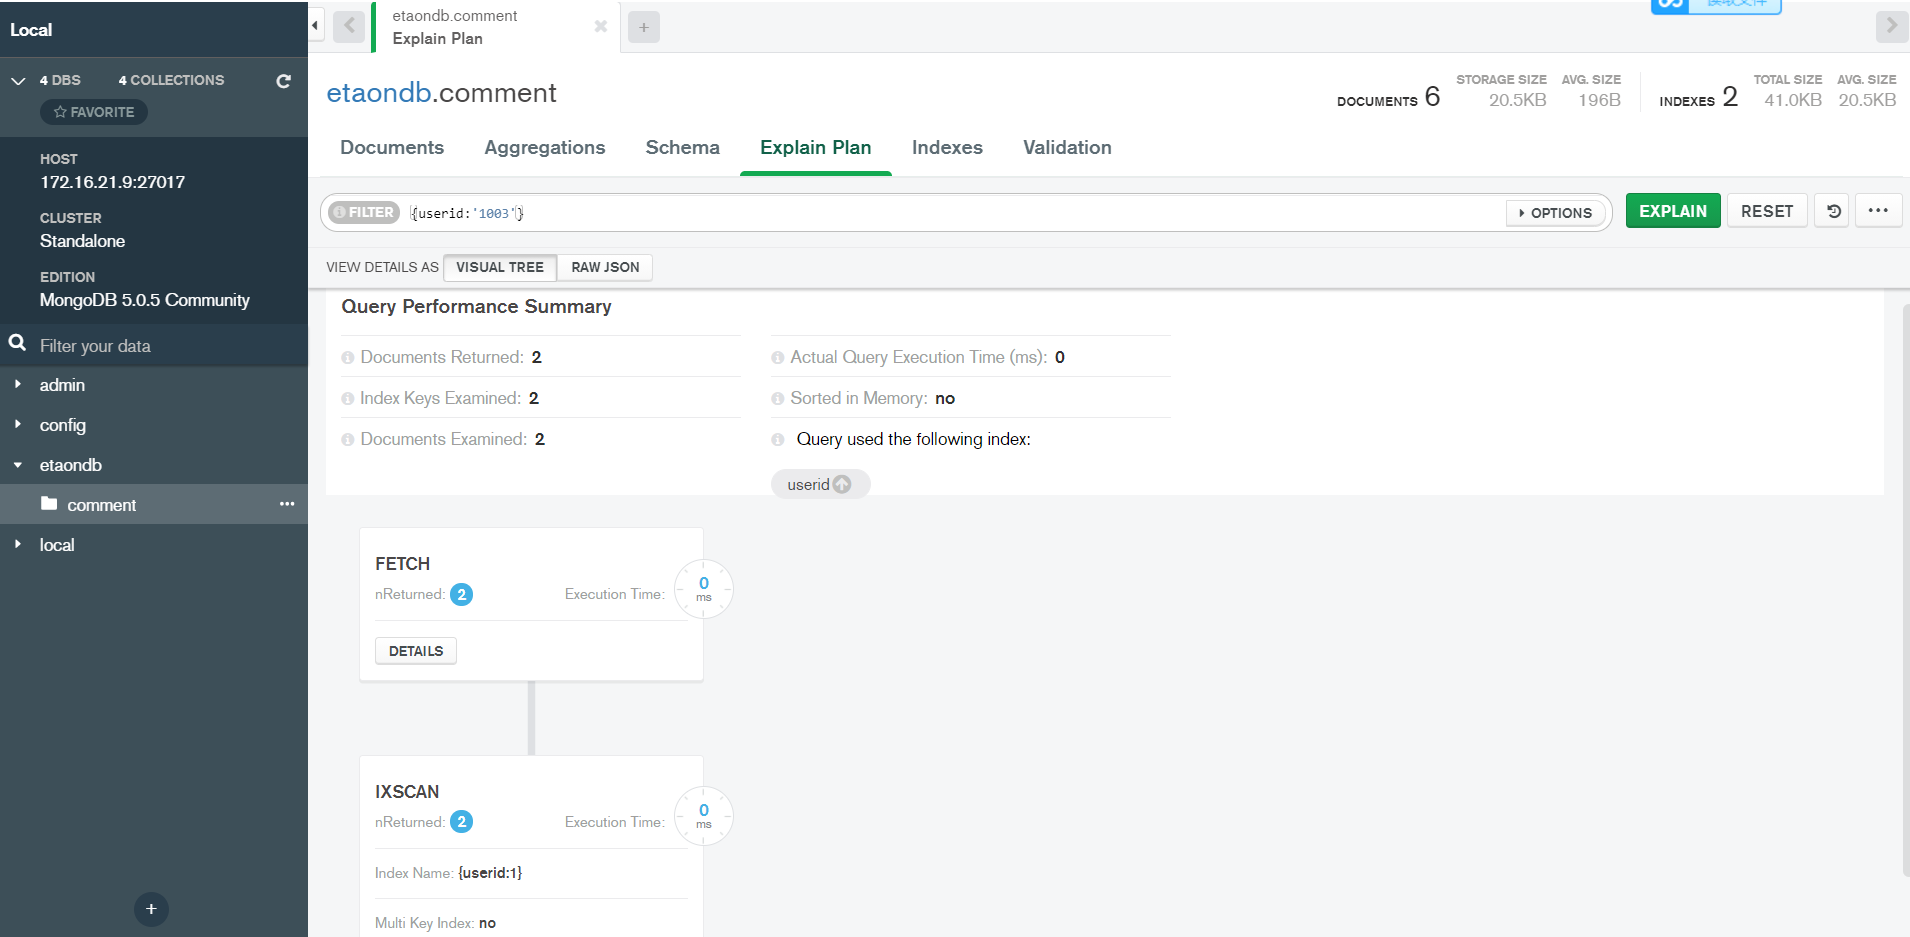 Local
4 DBS 4 COLLECTIONS
FAVORITE
HOST
172.16.21.9:27017
CLUSTER
Standalone
EDITION
MongoDB 5.0.5 Community
Filter your data
admin
config
etaondb
comment
local
+
etaondb.comment
Explain Plan
+
etaondb.comment
DOCUMENTS 6
STORAGE SIZE
20.5KB
AVG. SIZE
196B
INDEXES 2
TOTAL SIZE
41.0KB
AVG. SIZE
20.5KB
Documents Aggregations Schema Explain Plan Indexes Validation
FILTER {userid:'1003'} OPTIONS EXPLAIN RESET
VIEW DETAILS AS VISUAL TREE RAW JSON
Query Performance Summary
Documents Returned: 2
Index Keys Examined: 2
Documents Examined: 2
Actual Query Execution Time (ms): 0
Sorted in Memory: no
Query used the following index:
userid
FETCH
nReturned: 2 Execution Time: 0 ms
DETAILS
IXSCAN
nReturned: 2 Execution Time: 0 ms
Index Name: {userid:1}
Multi Key Index: no